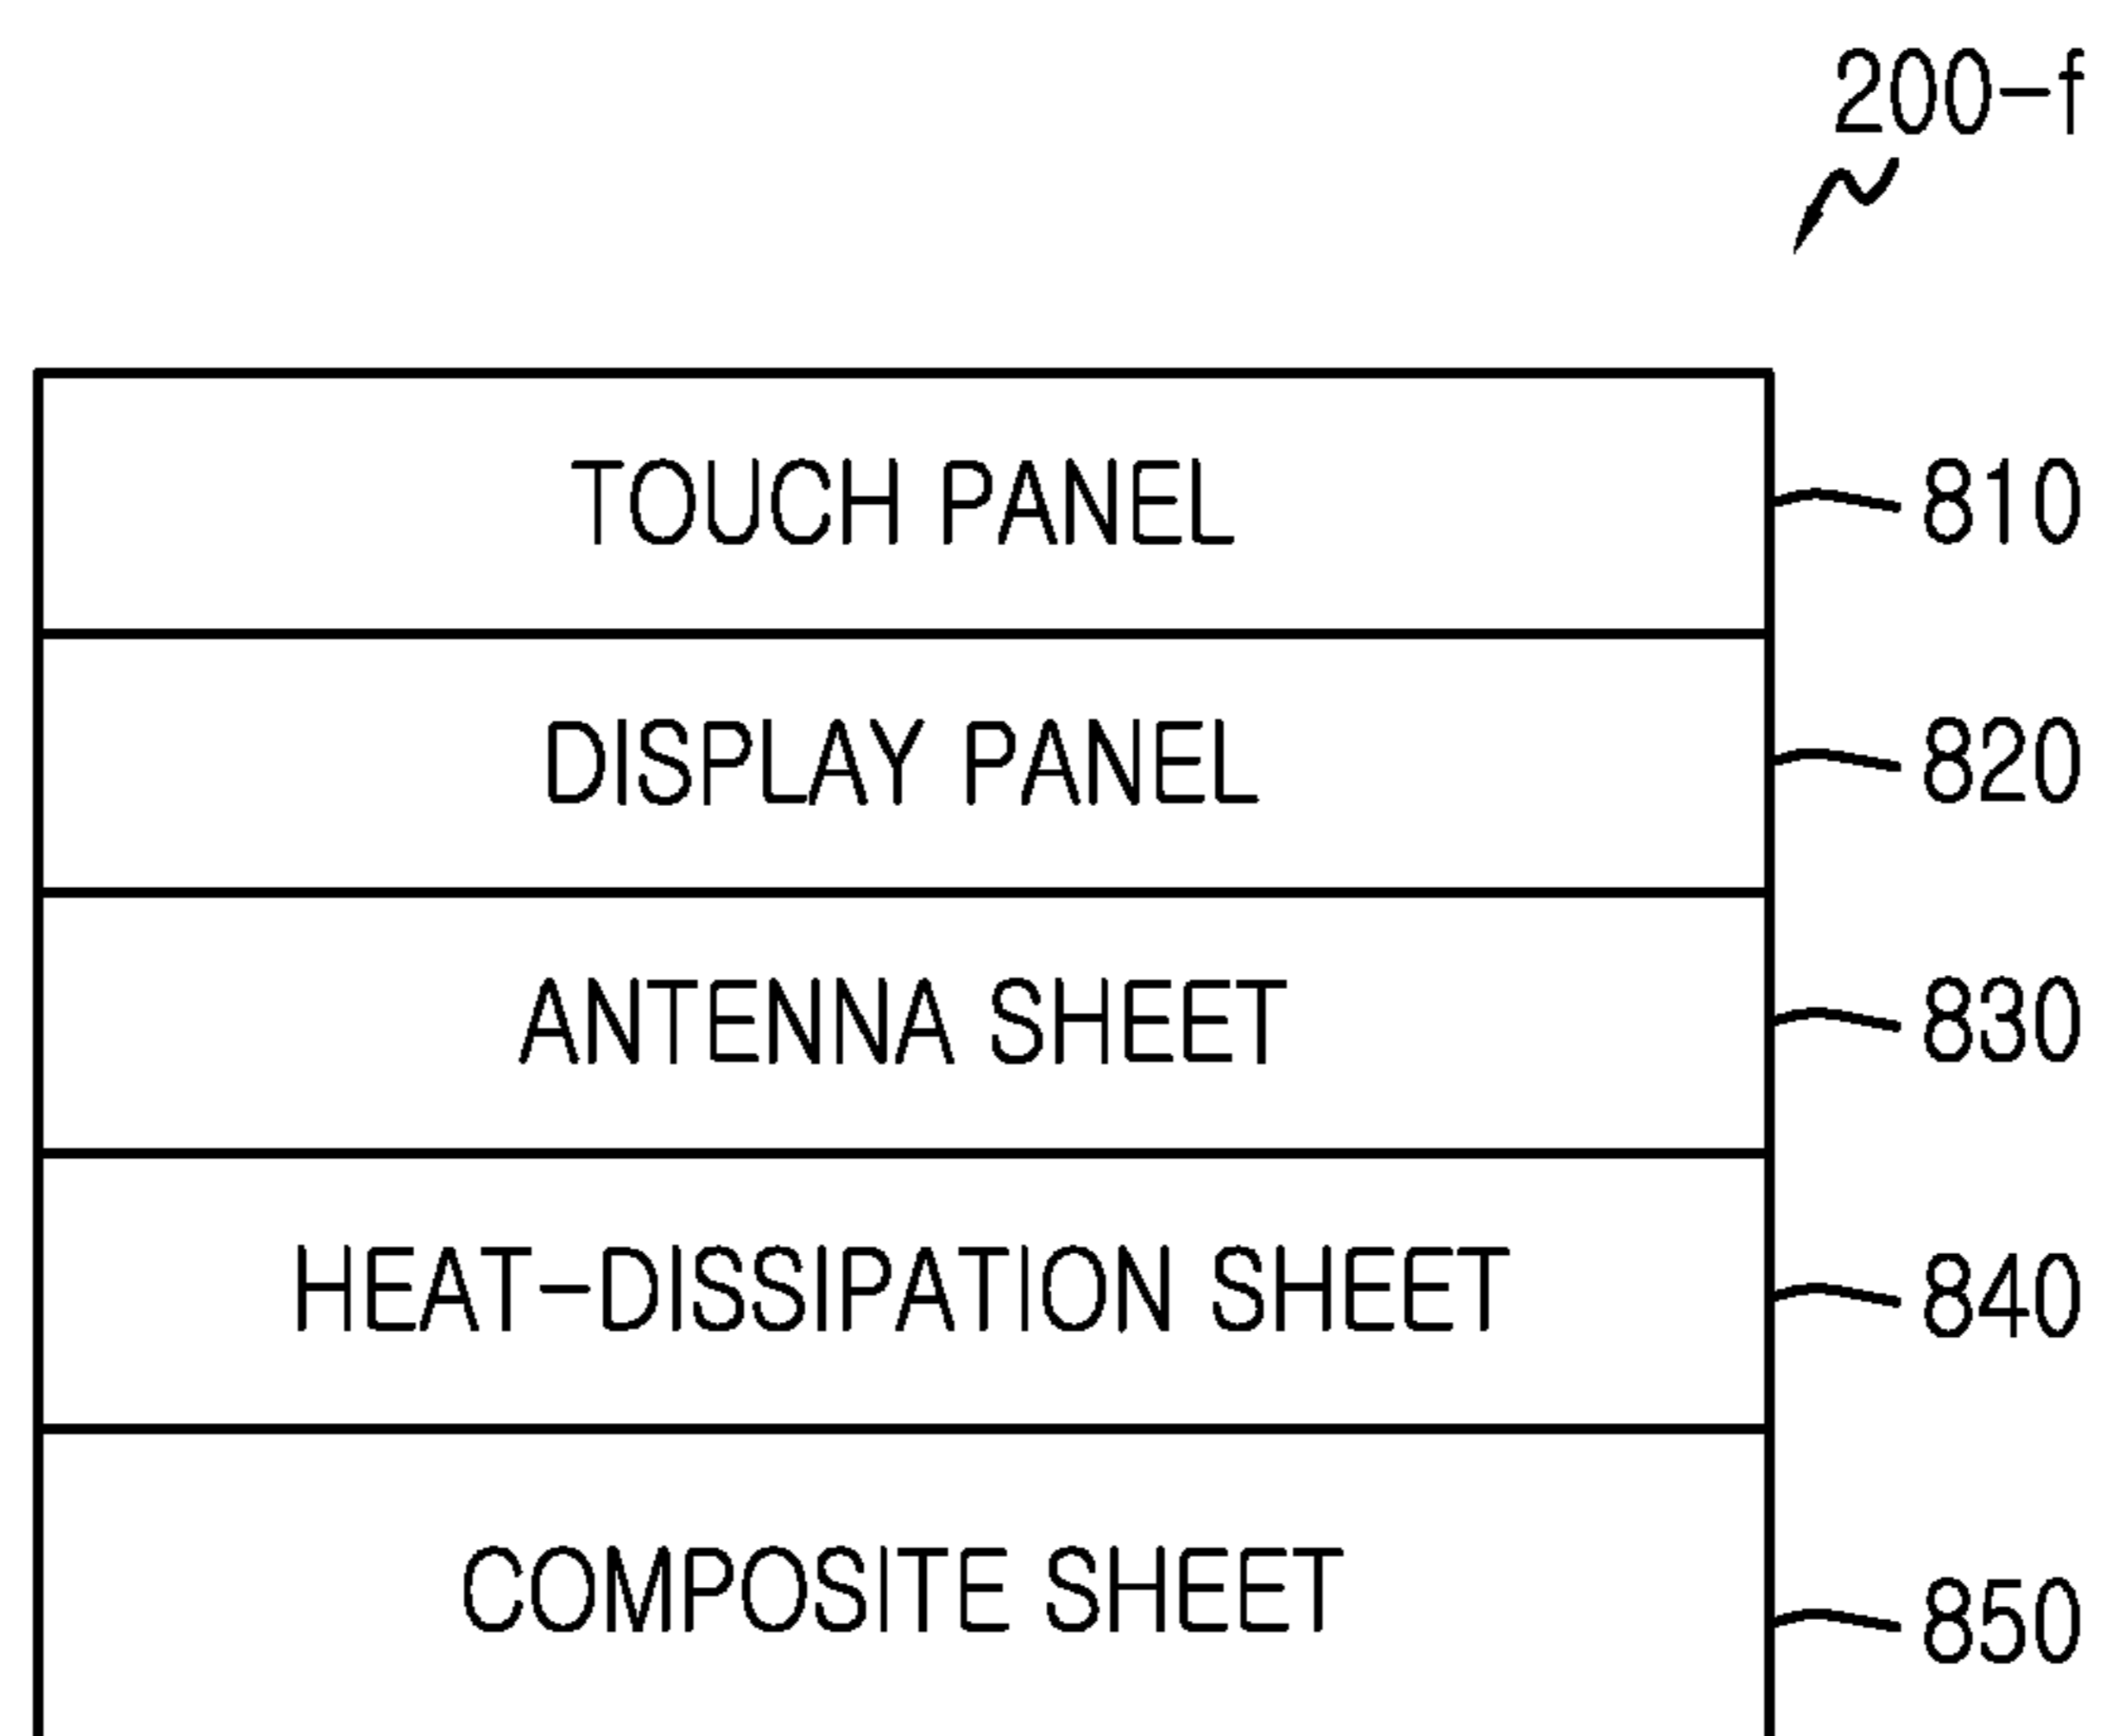 200-f
TOUCH PANEL 810
DISPLAY PANEL 820
ANTENNA SHEET 830
HEAT-DISSIPATION SHEET 840
COMPOSITE SHEET 850